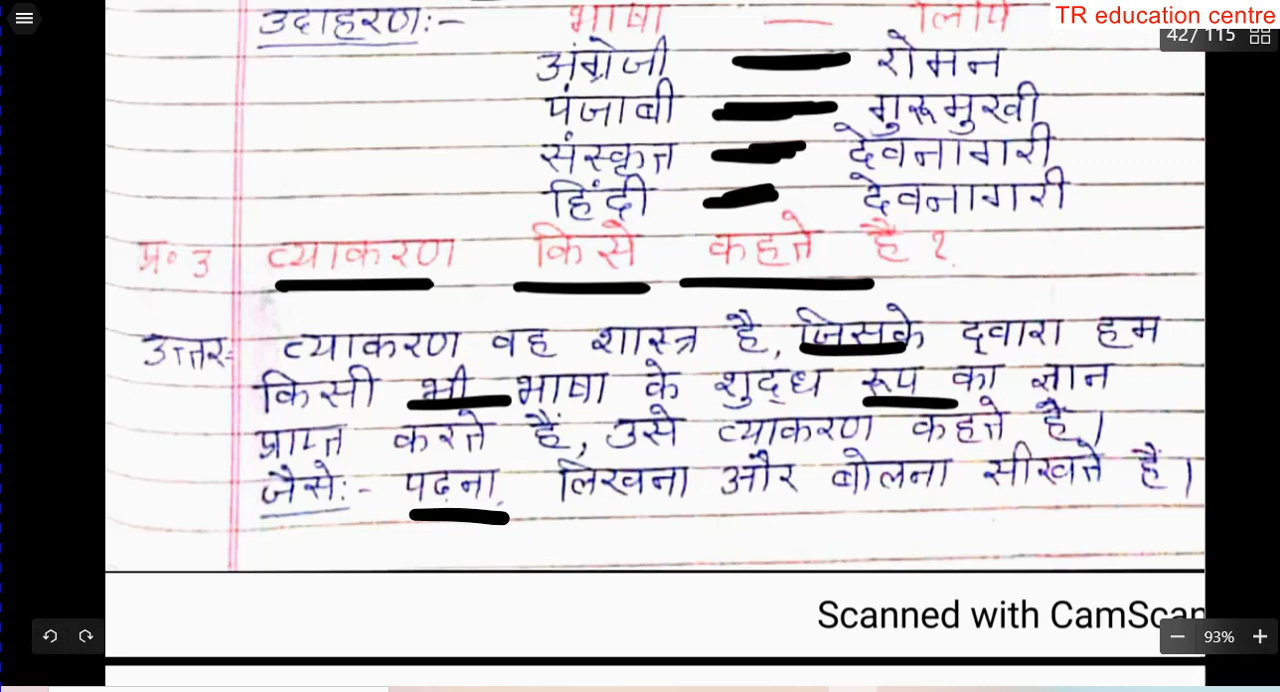 TR education centre
42/ 115
उदाहरण:- भाषा — लिपि
अंग्रेजी रोमन
पंजाबी गुरूमुखी
संस्कृत देवनागरी
हिंदी देवनागरी
प्र॰ 3 व्याकरण किसे कहते है ?
उत्तर- व्याकरण वह शास्त्र है, जिसके द्वारा हम
किसी भी भाषा के शुद्ध रूप का ज्ञान
प्राप्त करते हैं, उसे व्याकरण कहते हैं।
जैसे:- पढ़ना, लिखना और बोलना सीखते हैं।
Scanned with CamScan
93%